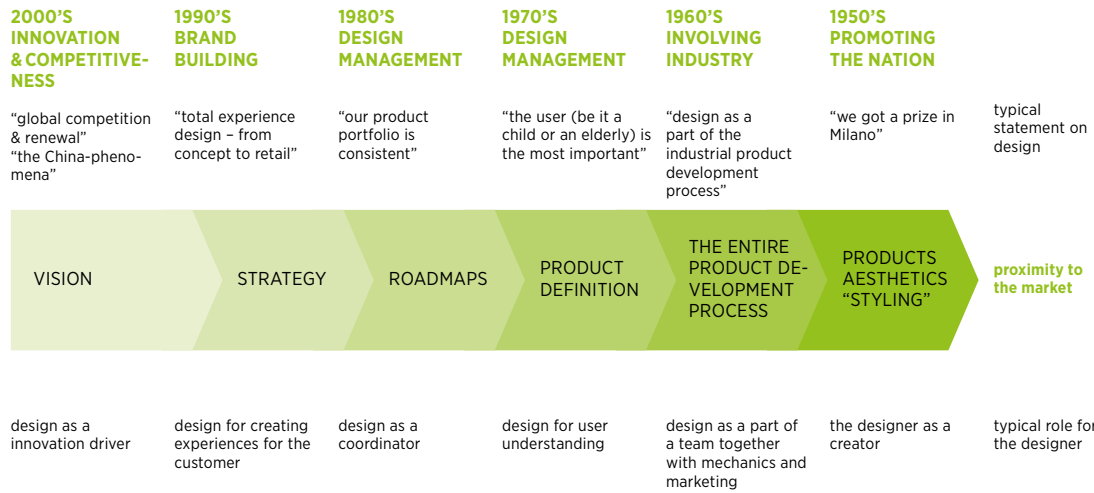 2000'S
INNOVATION
& COMPETITIVE-
NESS
1990'S
BRAND
BUILDING
1980'S
DESIGN
MANAGEMENT
1970'S
DESIGN
MANAGEMENT
1960'S
INVOLVING
INDUSTRY
1950'S
PROMOTING
THE NATION
“global competition
& renewal”
“the China-pheno-
mena”
“total experience
design – from
concept to retail”
“our product
portfolio is
consistent”
“the user (be it a
child or an elderly) is
the most important”
“design as a
part of the
industrial product
development
process”
“we got a prize in
Milano”
typical
statement on
design
VISION
STRATEGY
ROADMAPS
PRODUCT
DEFINITION
THE ENTIRE
PRODUCT DE-
VELOPMENT
PROCESS
PRODUCTS
AESTHETICS
“STYLING”
proximity to
the market
design as a
innovation driver
design for creating
experiences for the
customer
design as a
coordinator
design for user
understanding
design as a part of
a team together
with mechanics and
marketing
the designer as a
creator
typical role for
the designer